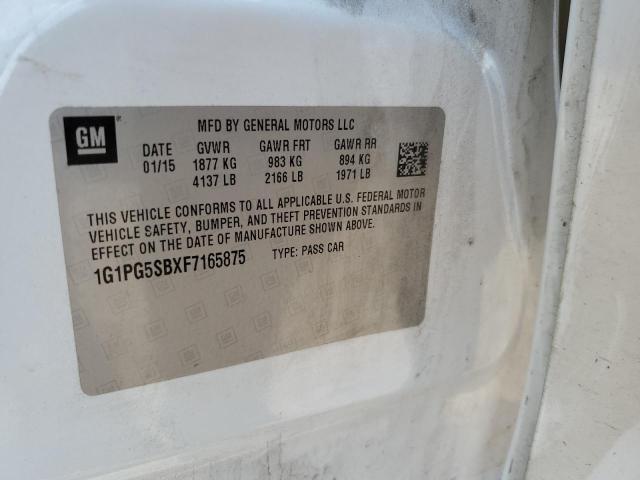 GM
MFD BY GENERAL MOTORS LLC
DATE GVWR GAWR FRT GAWR RR
01/15 1877 KG 983 KG 894 KG
4137 LB 2166 LB 1971 LB
THIS VEHICLE CONFORMS TO ALL APPLICABLE U.S. FEDERAL MOTOR
VEHICLE SAFETY, BUMPER, AND THEFT PREVENTION STANDARDS IN
EFFECT ON THE DATE OF MANUFACTURE SHOWN ABOVE.
1G1PG5SBXF7165875 TYPE: PASS CAR